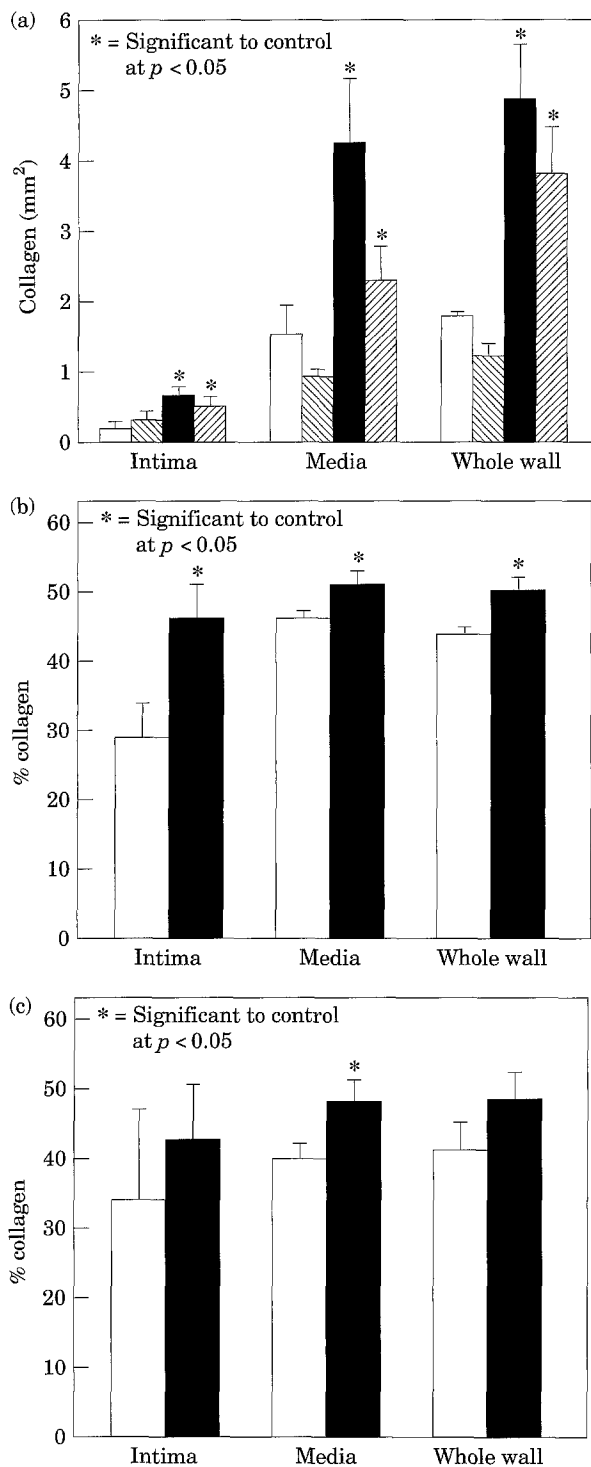 (a)
* = Significant to control
at p < 0.05
Collagen (mm²)
6
5
4
3
2
1
0
*
*
*
*
*
*
Intima
Media
Whole wall
(b)
* = Significant to control
at p < 0.05
% collagen
60
50
40
30
20
10
0
*
*
*
Intima
Media
Whole wall
(c)
* = Significant to control
at p < 0.05
% collagen
60
50
40
30
20
10
0
*
Intima
Media
Whole wall